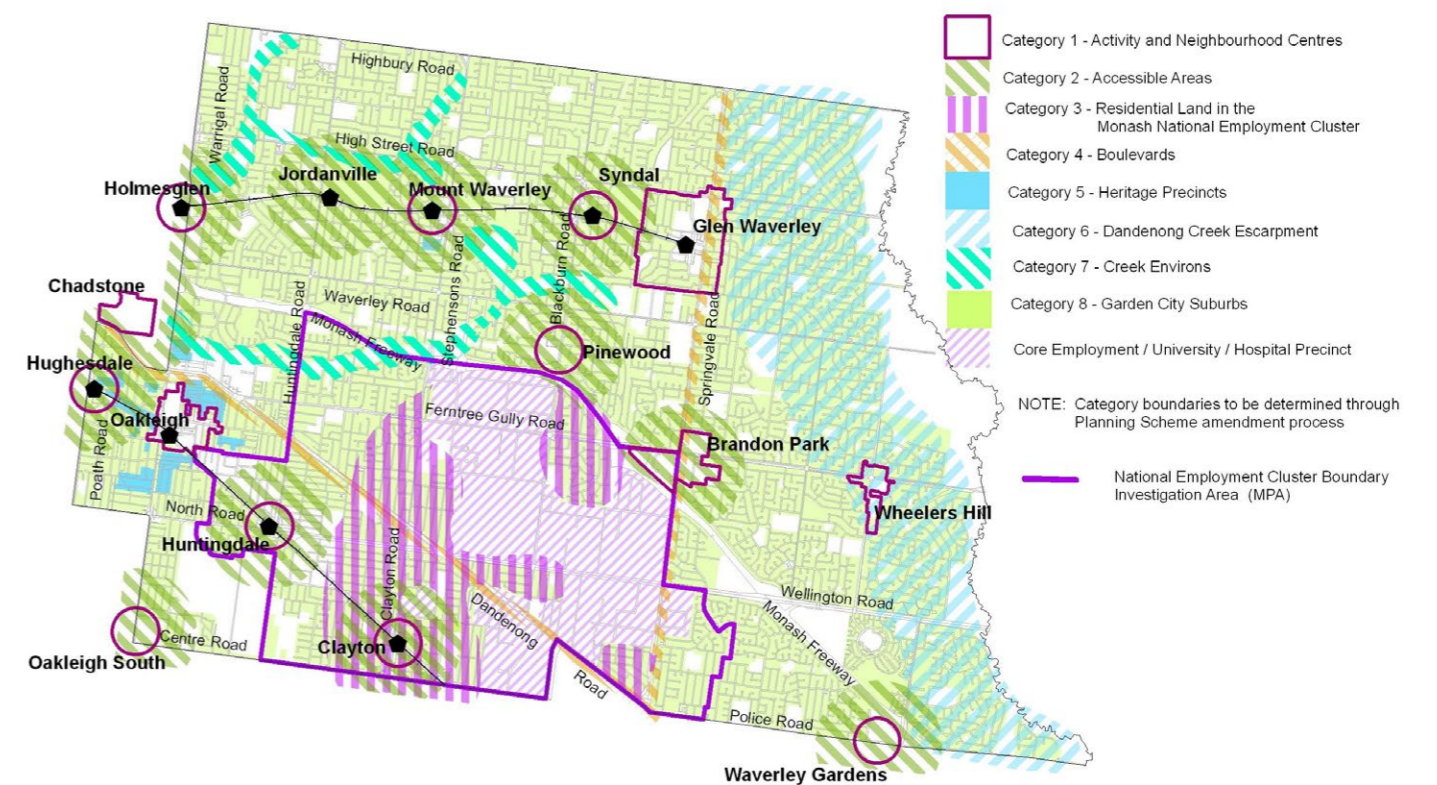 Highbury Road
Warrigal Road
High Street Road
Jordanville
Holmesglen
Mount Waverley
Syndal
Glen Waverley
Blackburn Road
Stephensons Road
Chadstone
Waverley Road
Huntingdale Road
Monash Freeway
Pinewood
Springvale Road
Hughesdale
Oakleigh
Ferntree Gully Road
Brandon Park
Poath Road
North Road
Huntingdale
Wheelers Hill
Clayton Road
Wellington Road
Dandenong
Road
Monash Freeway
Centre Road
Clayton
Oakleigh South
Police Road
Waverley Gardens
Category 1 - Activity and Neighbourhood Centres
Category 2 - Accessible Areas
Category 3 - Residential Land in the
Monash National Employment Cluster
Category 4 - Boulevards
Category 5 - Heritage Precincts
Category 6 - Dandenong Creek Escarpment
Category 7 - Creek Environs
Category 8 - Garden City Suburbs
Core Employment / University / Hospital Precinct
NOTE: Category boundaries to be determined through
Planning Scheme amendment process
National Employment Cluster Boundary
Investigation Area (MPA)